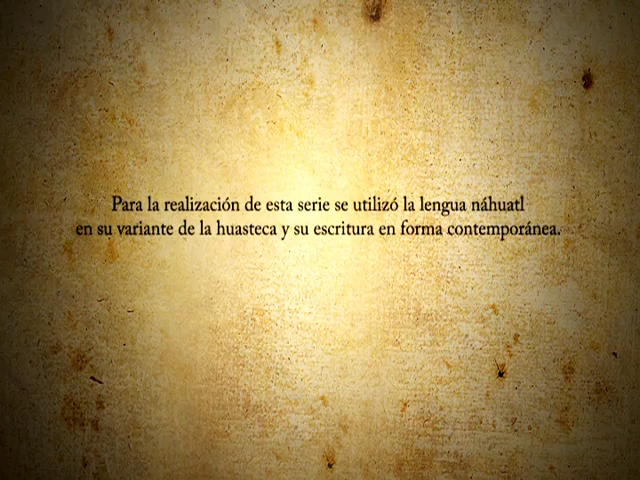 Para la realización de esta serie se utilizó la lengua náhuatl
en su variante de la huasteca y su escritura en forma contemporánea.